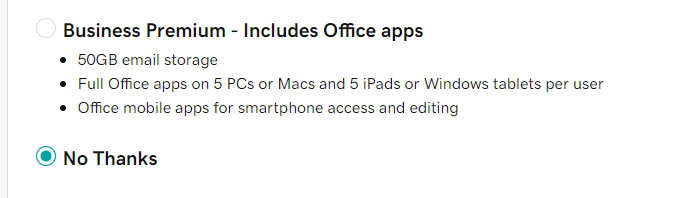 Business Premium - Includes Office apps
• 50GB email storage
• Full Office apps on 5 PCs or Macs and 5 iPads or Windows tablets per user
• Office mobile apps for smartphone access and editing
No Thanks